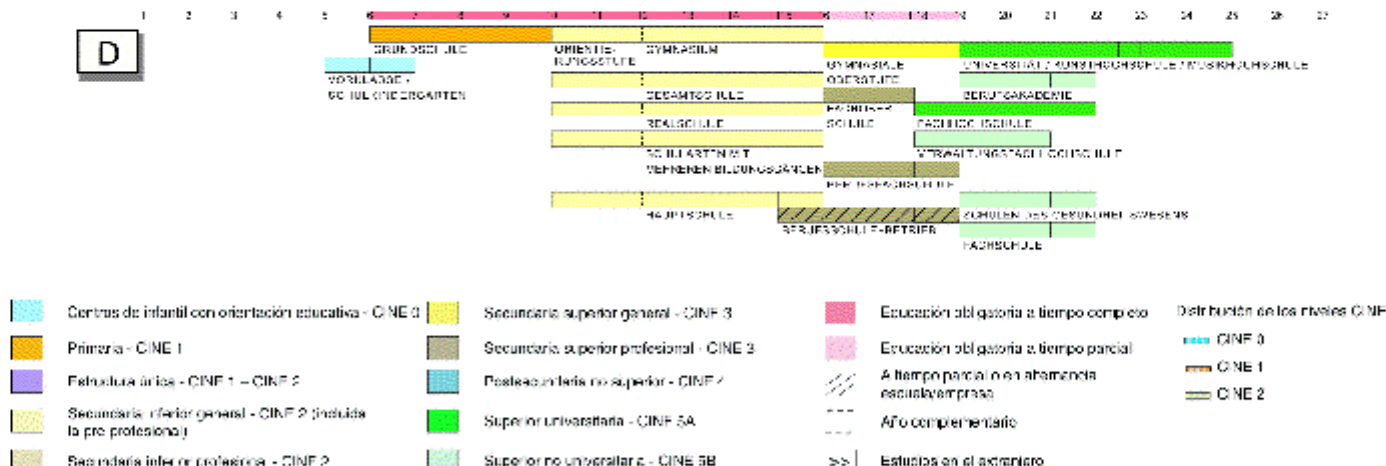 1 2 3 4 5 6 7 8 9 10 11 12 13 14 15 16 17 18 19 20 21 22 23 24 25 26 27
D
GRUNDSCHULE
ORIENTIE-
RUNGSSTUFE
GYMNASIUM
GYMNASIALE
OBERSTUFE
UNIVERSITÄT / KUNSTHOCHSCHULE / MUSIKHOCHSCHULE
VORKLASSE /
SCHULKINDERGARTEN
GESAMTSCHULE
BERUFSAKADEMIE
REALSCHULE
FACHOBER-
SCHULE
FACHHOCHSCHULE
SCHULARTEN MIT
MEHREREN BILDUNGSGÄNGEN
VERWALTUNGSFACHHOCHSCHULE
BERUFSFACHSCHULE
HAUPTSCHULE
SCHULEN DES GESUNDHEITSWESENS
BERUFSSCHULE+BETRIEB
FACHSCHULE
Centros de infantil con orientación educativa - CINE 0
Primaria - CINE 1
Estructura única - CINE 1 – CINE 2
Secundaria inferior general - CINE 2 (incluida
la pre-profesional)
Secundaria inferior profesional - CINE 2
Secundaria superior general - CINE 3
Secundaria superior profesional - CINE 3
Postsecundaria no superior - CINE 4
Superior universitaria - CINE 5A
Superior no universitaria - CINE 5B
Educación obligatoria a tiempo completo
Educación obligatoria a tiempo parcial
A tiempo parcial o en alternancia
escuela/empresa
Año complementario
>> Estudios en el extranjero
Distribución de los niveles CINE
CINE 0
CINE 1
CINE 2